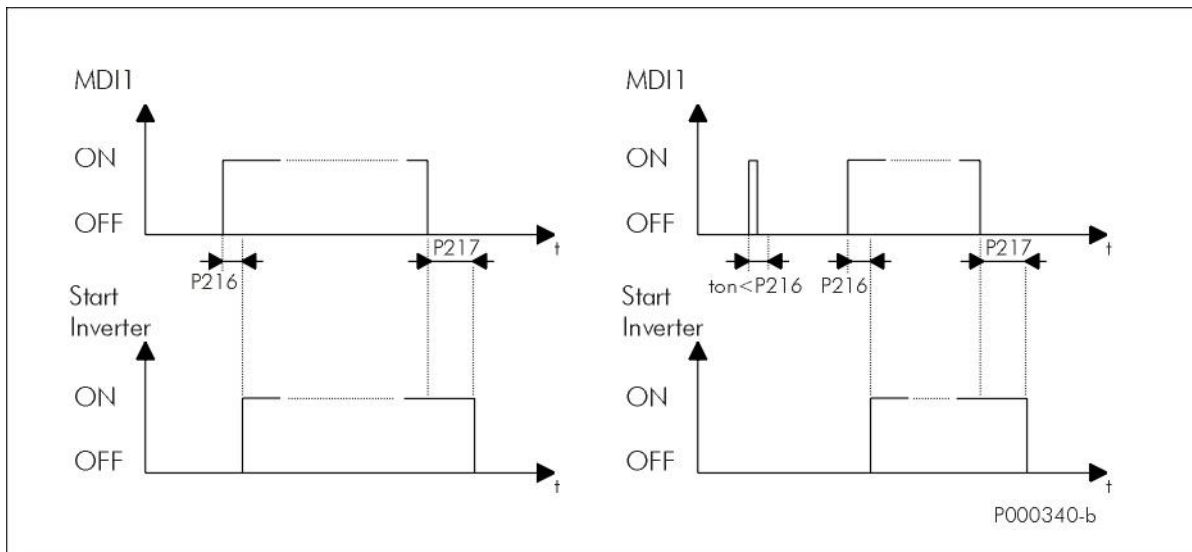 MDI1
ON
OFF
t
P216
P217
Start
Inverter
ON
OFF
t
MDI1
ON
OFF
t
ton<P216
P216
P217
Start
Inverter
ON
OFF
t
P000340-b